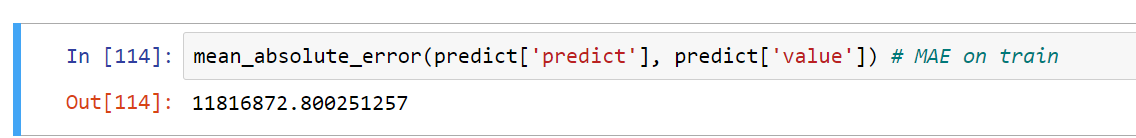 In [114]: mean_absolute_error(predict['predict'], predict['value']) # MAE on train
Out[114]: 11816872.800251257